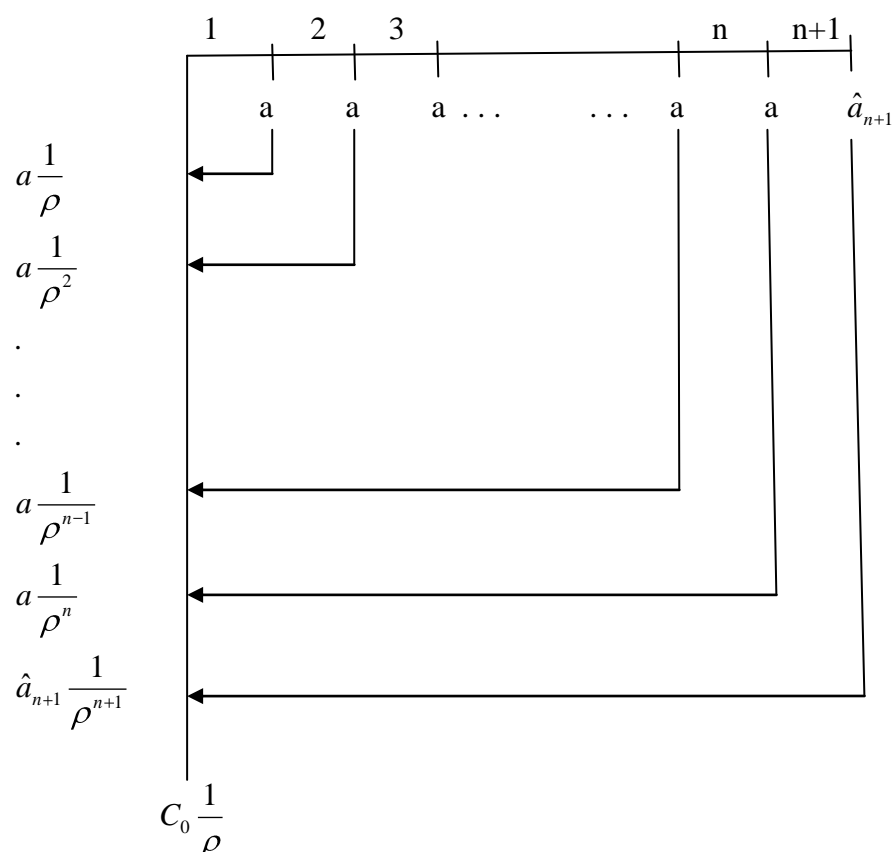 1 2 3 n n+1
a a a . . . . . . a a â_{n+1}
a 1/ρ
a 1/ρ^2
.
.
.
a 1/ρ^{n-1}
a 1/ρ^n
â_{n+1} 1/ρ^{n+1}
C_0 1/ρ